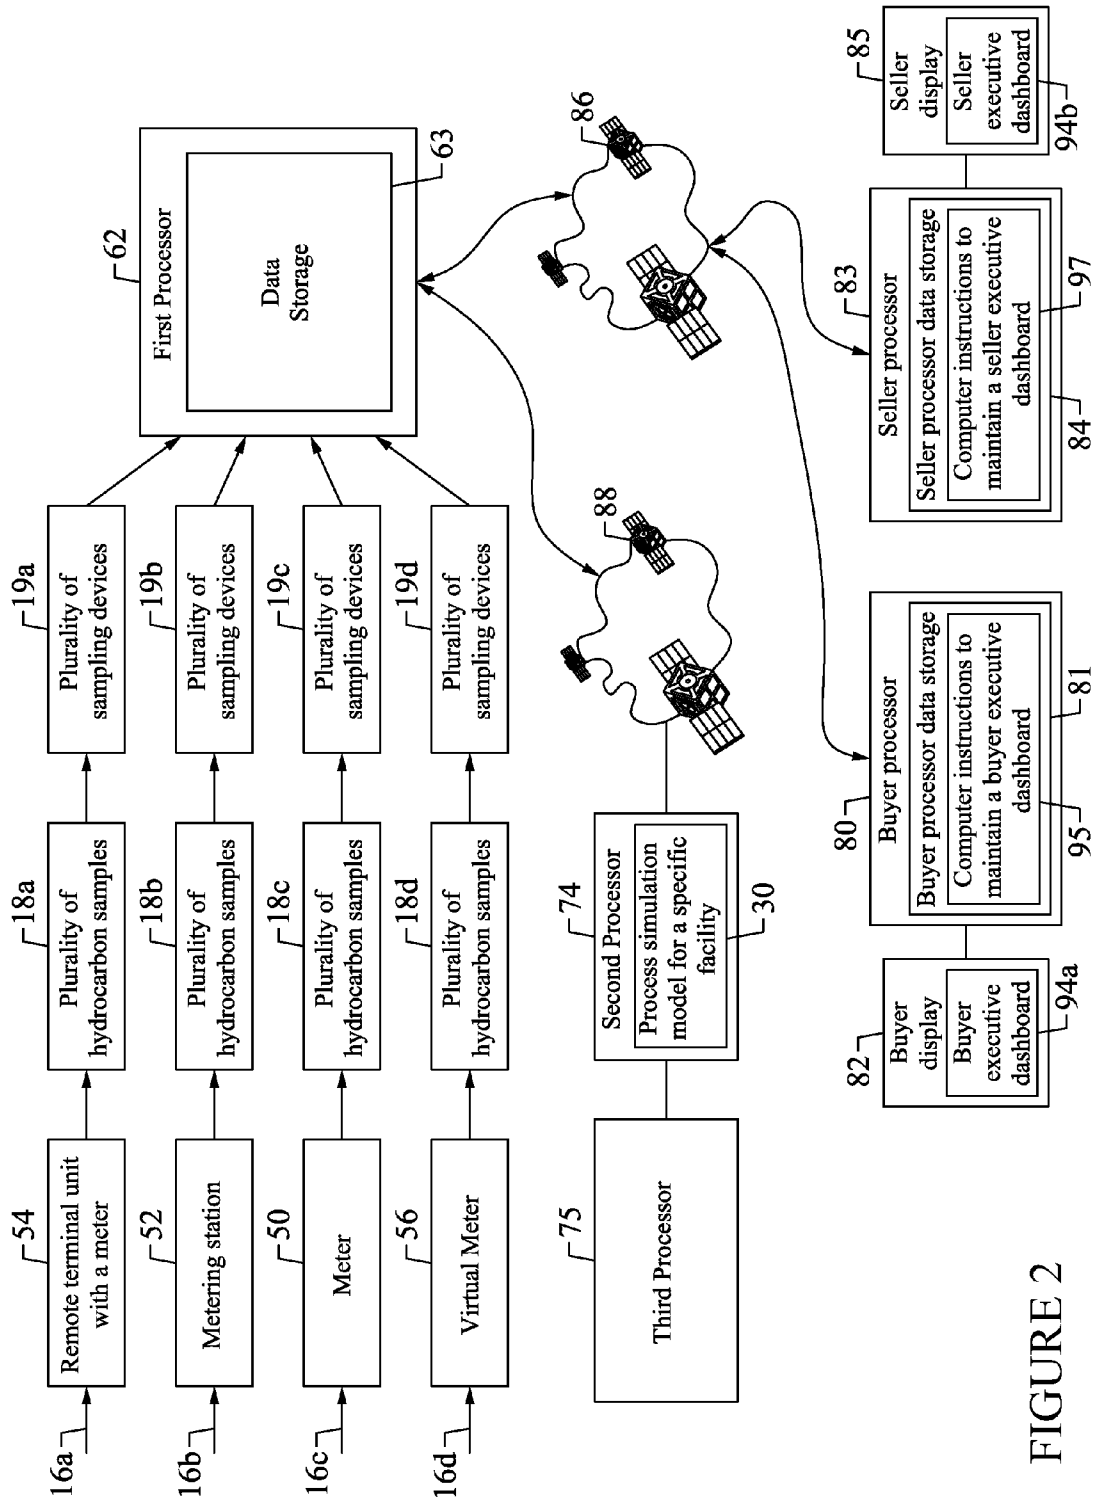 16a
54
Remote terminal unit
with a meter
18a
Plurality of
hydrocarbon samples
19a
Plurality of
sampling devices
16b
52
Metering station
18b
Plurality of
hydrocarbon samples
19b
Plurality of
sampling devices
16c
50
Meter
18c
Plurality of
hydrocarbon samples
19c
Plurality of
sampling devices
16d
56
Virtual Meter
18d
Plurality of
hydrocarbon samples
19d
Plurality of
sampling devices
62
First Processor
Data
Storage
63
75
Third Processor
74
Second Processor
Process simulation
model for a specific
facility
30
88
86
82
Buyer
display
Buyer
executive
dashboard
94a
80
Buyer processor
Buyer processor data storage
Computer instructions to
maintain a buyer executive
dashboard
95
81
83
Seller processor
Seller processor data storage
Computer instructions to
maintain a seller executive
dashboard
84
97
85
Seller
display
Seller
executive
dashboard
94b
FIGURE 2